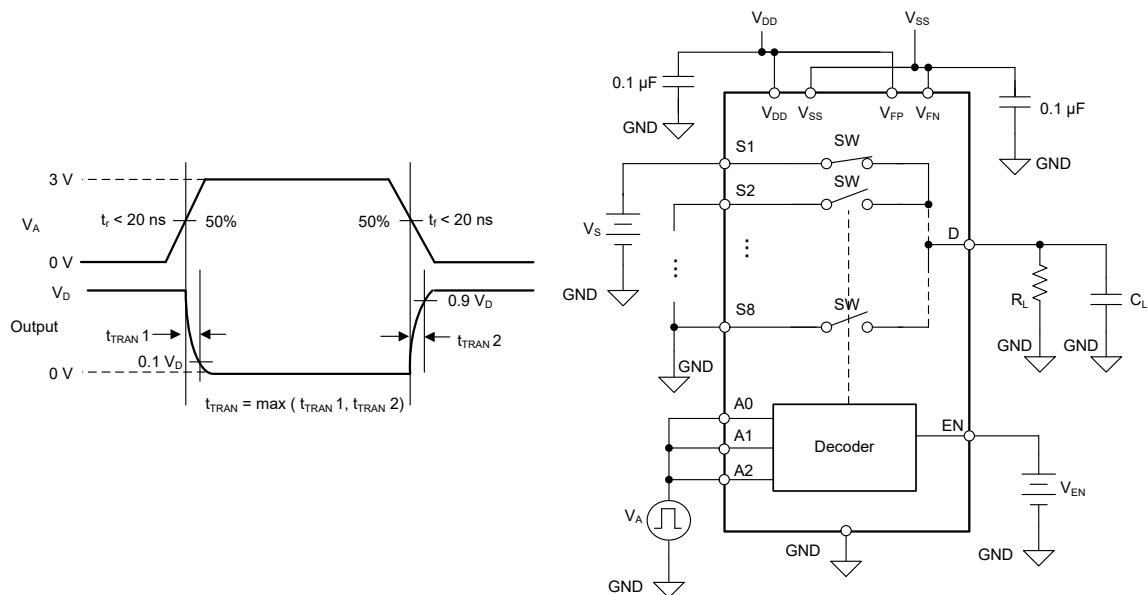 3 V
V_A
t_r < 20 ns
50%
50%
t_f < 20 ns
0 V
V_D
Output
t_TRAN 1
0.1 V_D
0 V
0.9 V_D
t_TRAN 2
t_TRAN = max ( t_TRAN 1, t_TRAN 2)
V_DD
V_SS
0.1 µF
GND
V_DD
V_SS
V_FP
V_FN
0.1 µF
GND
S1
SW
S2
SW
V_S
...
...
GND
D
R_L
C_L
GND
GND
S8
SW
GND
A0
A1
A2
Decoder
EN
V_A
V_EN
GND
GND
GND